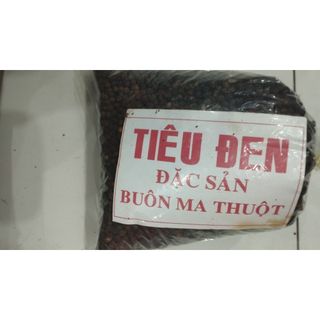 TIÊU ĐEN
ĐẶC SẢN
BUÔN MA THUỘT